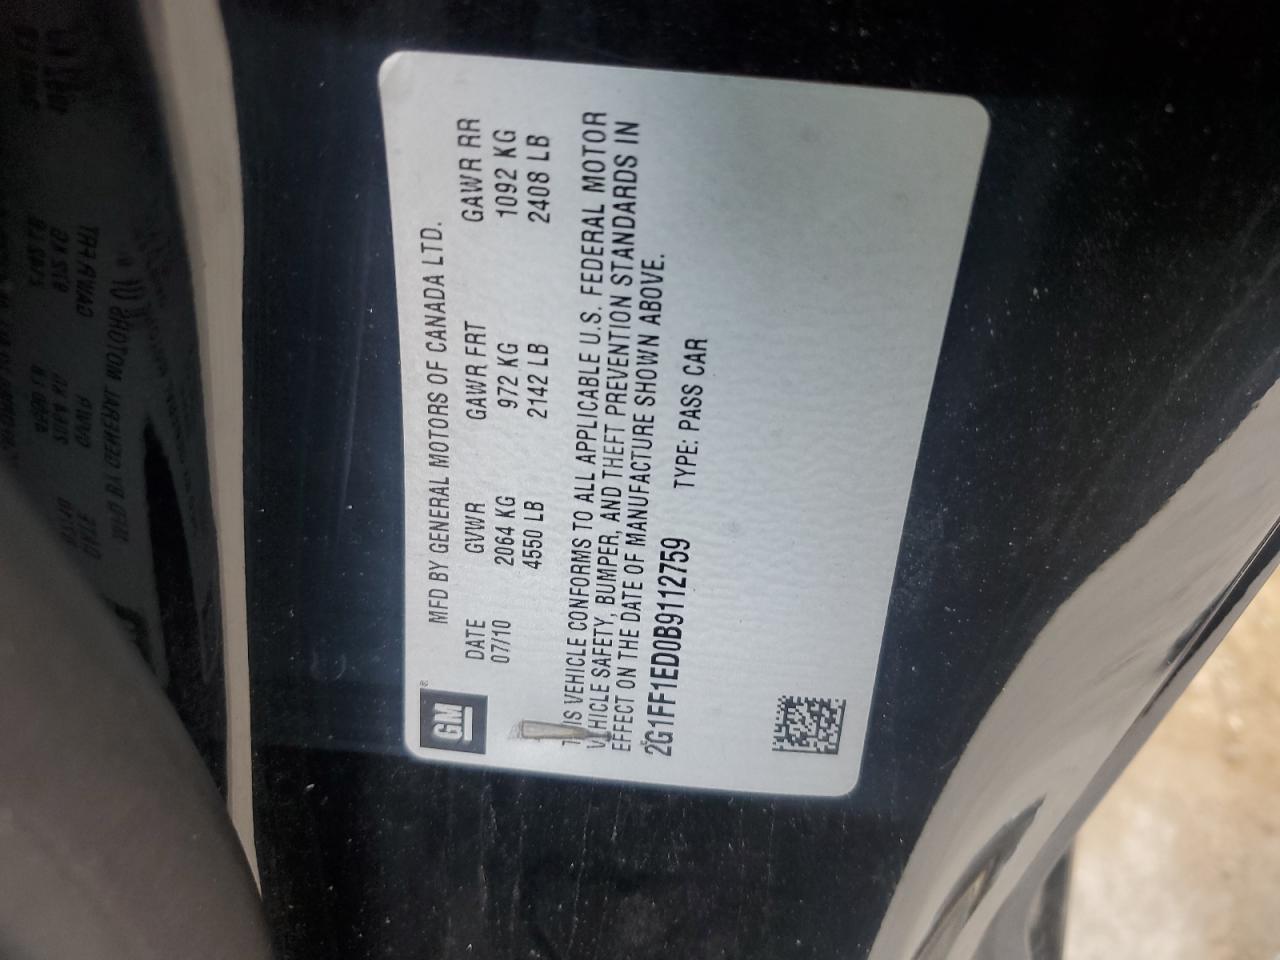 GM®
MFD BY GENERAL MOTORS OF CANADA LTD.
DATE GVWR GAWR FRT GAWR RR
07/10 2064 KG 972 KG 1092 KG
4550 LB 2142 LB 2408 LB
THIS VEHICLE CONFORMS TO ALL APPLICABLE U.S. FEDERAL MOTOR
VEHICLE SAFETY, BUMPER, AND THEFT PREVENTION STANDARDS IN
EFFECT ON THE DATE OF MANUFACTURE SHOWN ABOVE.
2G1FF1ED0B9112759 TYPE: PASS CAR